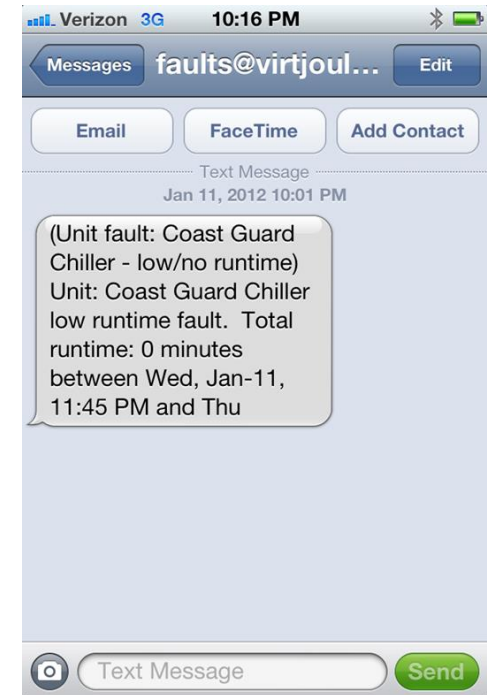 Verizon 3G 10:16 PM
Messages faults@virtjoul... Edit
Email FaceTime Add Contact
Text Message
Jan 11, 2012 10:01 PM
(Unit fault: Coast Guard
Chiller - low/no runtime)
Unit: Coast Guard Chiller
low runtime fault.  Total
runtime: 0 minutes
between Wed, Jan-11,
11:45 PM and Thu
Text Message Send